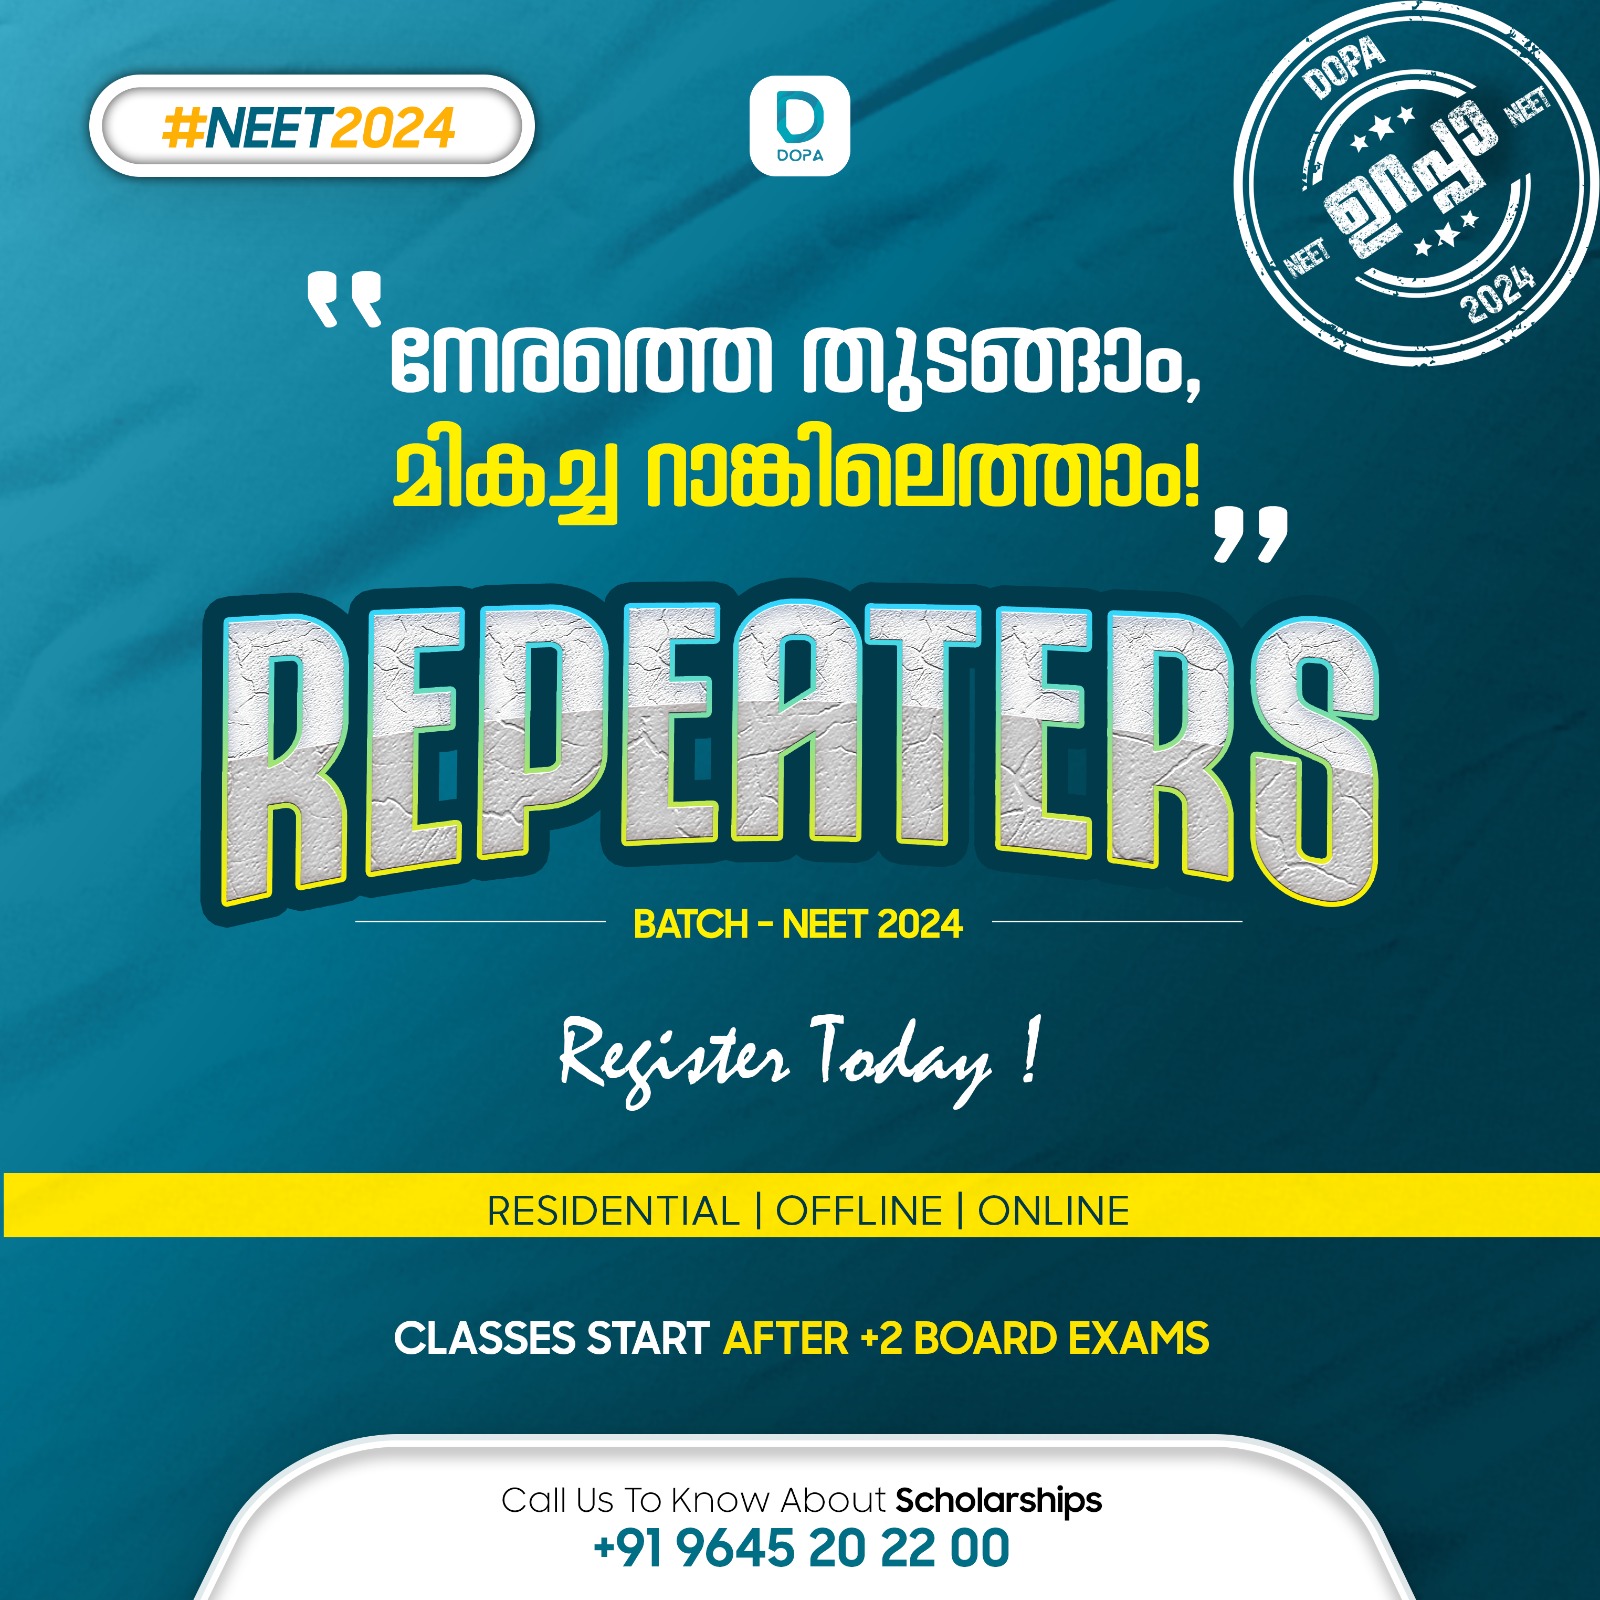 #NEET2024
D
DOPA
DOPA
NEET
ഉറപ്പാ
NEET
2024
"നേരത്തെ തുടങ്ങാം,
മികച്ച റാങ്കിലെത്താം!"
REPEATERS
BATCH - NEET 2024
Register Today !
RESIDENTIAL | OFFLINE | ONLINE
CLASSES START AFTER +2 BOARD EXAMS
Call Us To Know About Scholarships
+91 9645 20 22 00